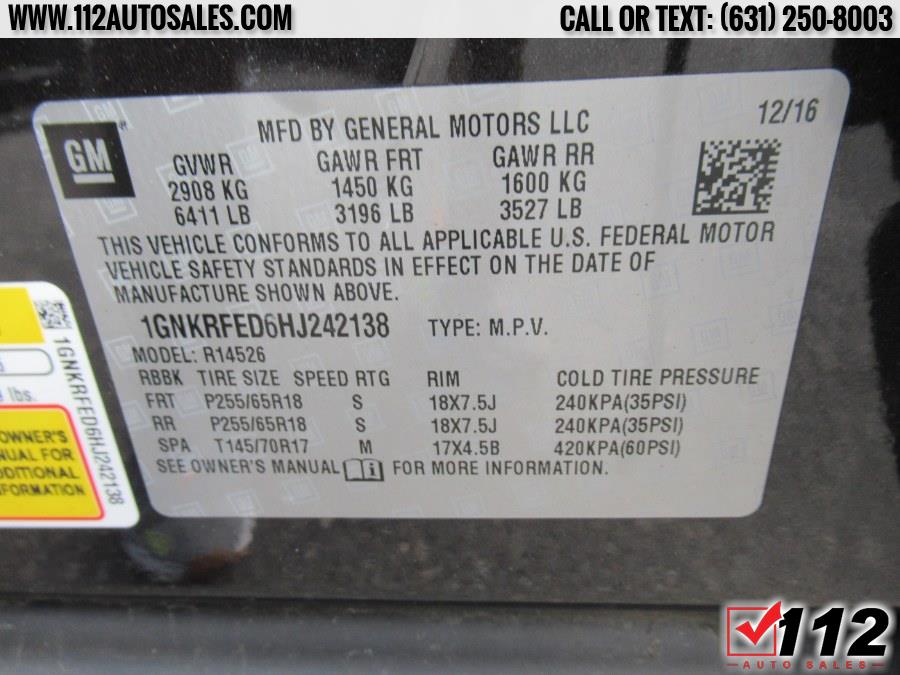 WWW.112AUTOSALES.COM
CALL OR TEXT: (631) 250-8003
GM
MFD BY GENERAL MOTORS LLC
12/16
GVWR GAWR FRT GAWR RR
2908 KG 1450 KG 1600 KG
6411 LB 3196 LB 3527 LB
THIS VEHICLE CONFORMS TO ALL APPLICABLE U.S. FEDERAL MOTOR
VEHICLE SAFETY STANDARDS IN EFFECT ON THE DATE OF
MANUFACTURE SHOWN ABOVE.
1GNKRFED6HJ242138 TYPE: M.P.V.
MODEL: R14526
RBBK TIRE SIZE SPEED RTG RIM COLD TIRE PRESSURE
FRT P255/65R18 S 18X7.5J 240KPA(35PSI)
RR P255/65R18 S 18X7.5J 240KPA(35PSI)
SPA T145/70R17 M 17X4.5B 420KPA(60PSI)
SEE OWNER'S MANUAL FOR MORE INFORMATION.
lbs.
OWNER'S
FOR
1GNKRFED6HJ242138
112
AUTO SALES